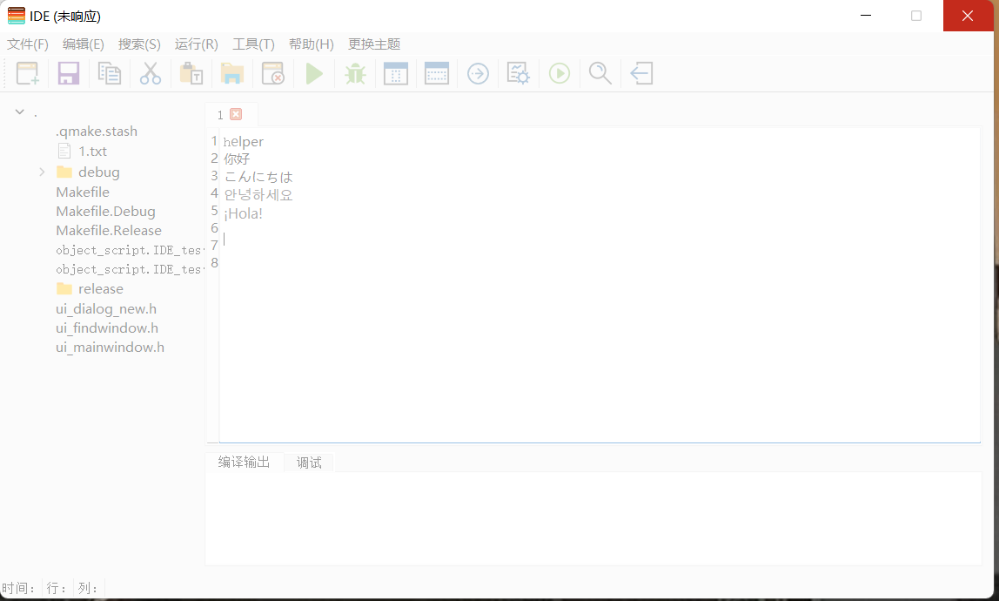 IDE (未响应)
文件(F) 编辑(E) 搜索(S) 运行(R) 工具(T) 帮助(H) 更换主题
.
.qmake.stash
1.txt
debug
Makefile
Makefile.Debug
Makefile.Release
object_script.IDE_tes
object_script.IDE_tes
release
ui_dialog_new.h
ui_findwindow.h
ui_mainwindow.h
1
1 helper
2 你好
3 こんにちは
4 안녕하세요
5 ¡Hola!
6
7
8
编译输出 调试
时间： 行： 列：